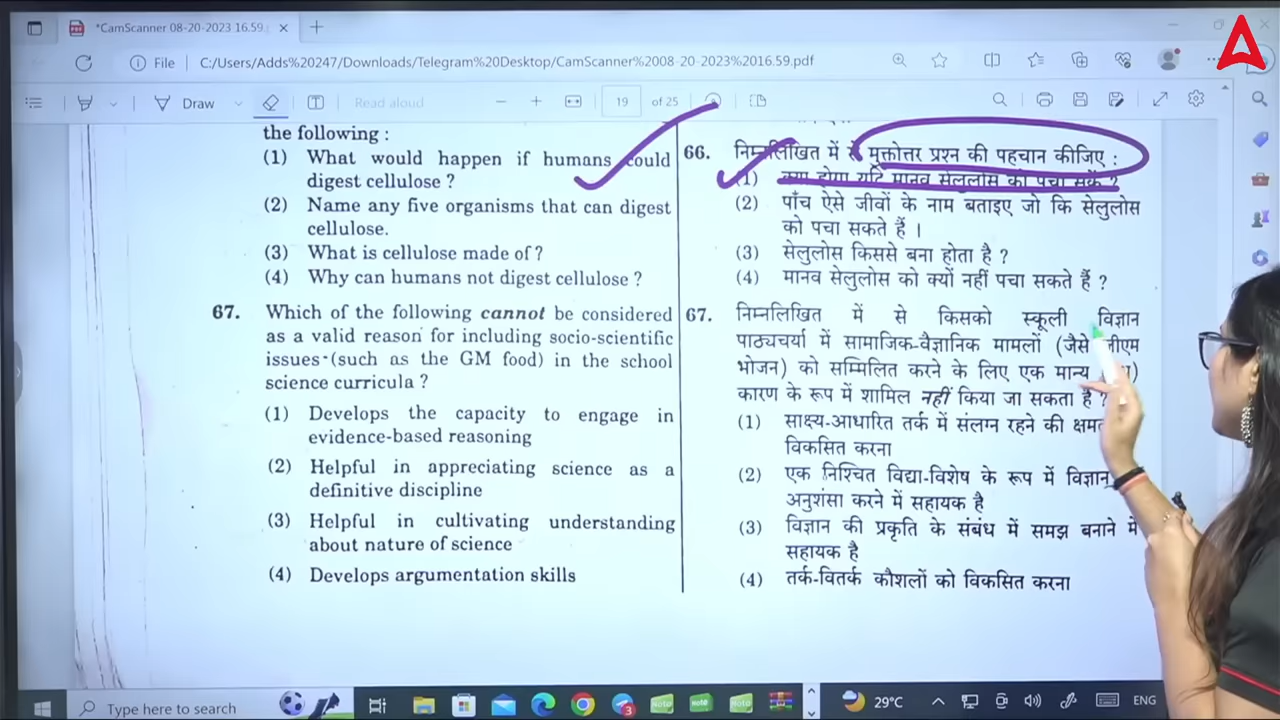 *CamScanner 08-20-2023 16.59.
File C:/Users/Adds%20247/Downloads/Telegram%20Desktop/CamScanner%2008-20-2023%2016.59.pdf
Draw Read aloud 19 of 25
the following :
(1) What would happen if humans could
digest cellulose ?
(2) Name any five organisms that can digest
cellulose.
(3) What is cellulose made of ?
(4) Why can humans not digest cellulose ?
67. Which of the following cannot be considered
as a valid reason for including socio-scientific
issues (such as the GM food) in the school
science curricula ?
(1) Develops the capacity to engage in
evidence-based reasoning
(2) Helpful in appreciating science as a
definitive discipline
(3) Helpful in cultivating understanding
about nature of science
(4) Develops argumentation skills
66. निम्नलिखित में से मुक्तोत्तर प्रश्न की पहचान कीजिए :
(1) क्या होगा यदि मानव सेलुलोस को पचा सकें ?
(2) पाँच ऐसे जीवों के नाम बताइए जो कि सेलुलोस
को पचा सकते हैं ।
(3) सेलुलोस किससे बना होता है ?
(4) मानव सेलुलोस को क्यों नहीं पचा सकते हैं ?
67. निम्नलिखित में से किसको स्कूली विज्ञान
पाठ्यचर्या में सामाजिक-वैज्ञानिक मामलों (जैसे जीएम
भोजन) को सम्मिलित करने के लिए एक मान्य
कारण के रूप में शामिल नहीं किया जा सकता है ?
(1) साक्ष्य-आधारित तर्क में संलग्न रहने की
विकसित करना
(2) एक निश्चित विद्या-विशेष के रूप में विज्ञान
अनुशंसा करने में सहायक है
(3) विज्ञान की प्रकृति के संबंध में समझ बनाने में
सहायक है
(4) तर्क-वितर्क कौशलों को विकसित करना
Type here to search 29°C ENG